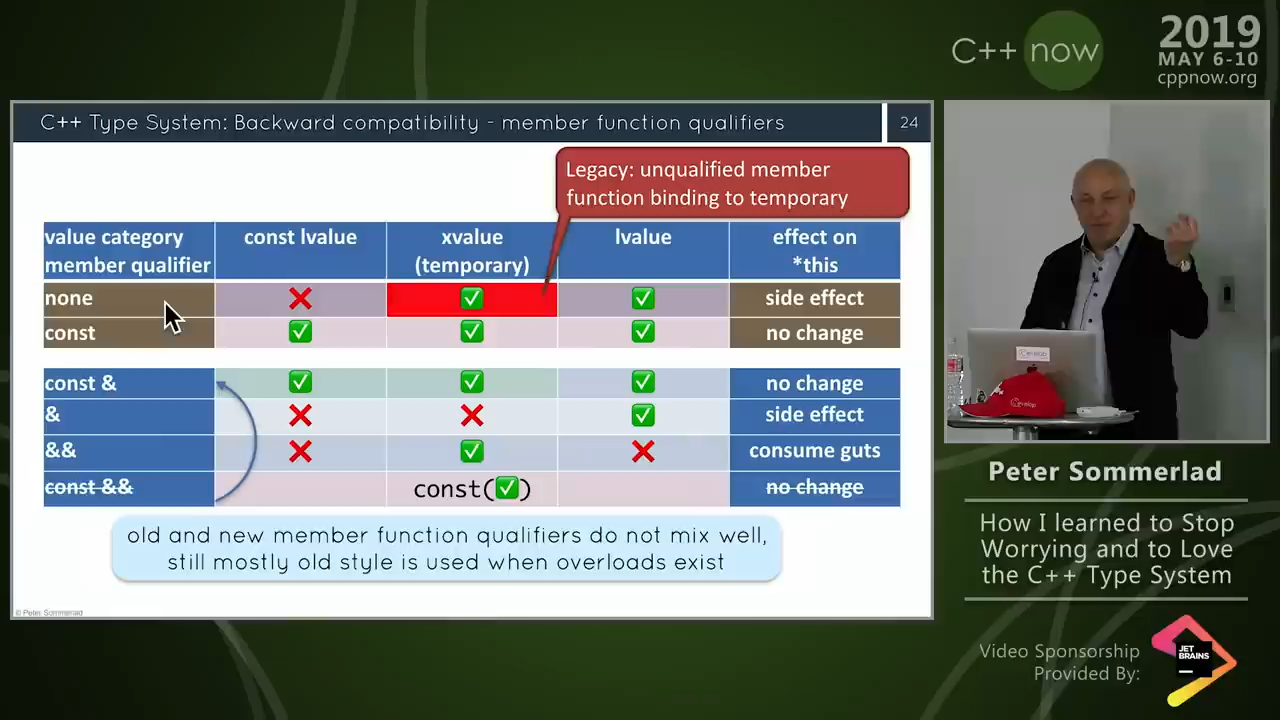 C++ now
2019
MAY 6-10
cppnow.org
C++ Type System: Backward compatibility - member function qualifiers
24
Legacy: unqualified member
function binding to temporary
value category
member qualifier
const lvalue
xvalue
(temporary)
lvalue
effect on
*this
none ❌ ✅ ✅ side effect
const ✅ ✅ ✅ no change
const & ✅ ✅ ✅ no change
& ❌ ❌ ✅ side effect
&& ❌ ✅ ❌ consume guts
const && const(✅) no change
old and new member function qualifiers do not mix well,
still mostly old style is used when overloads exist
© Peter Sommerlad
Peter Sommerlad
How I learned to Stop
Worrying and to Love
the C++ Type System
Video Sponsorship
Provided By:
JET
BRAINS